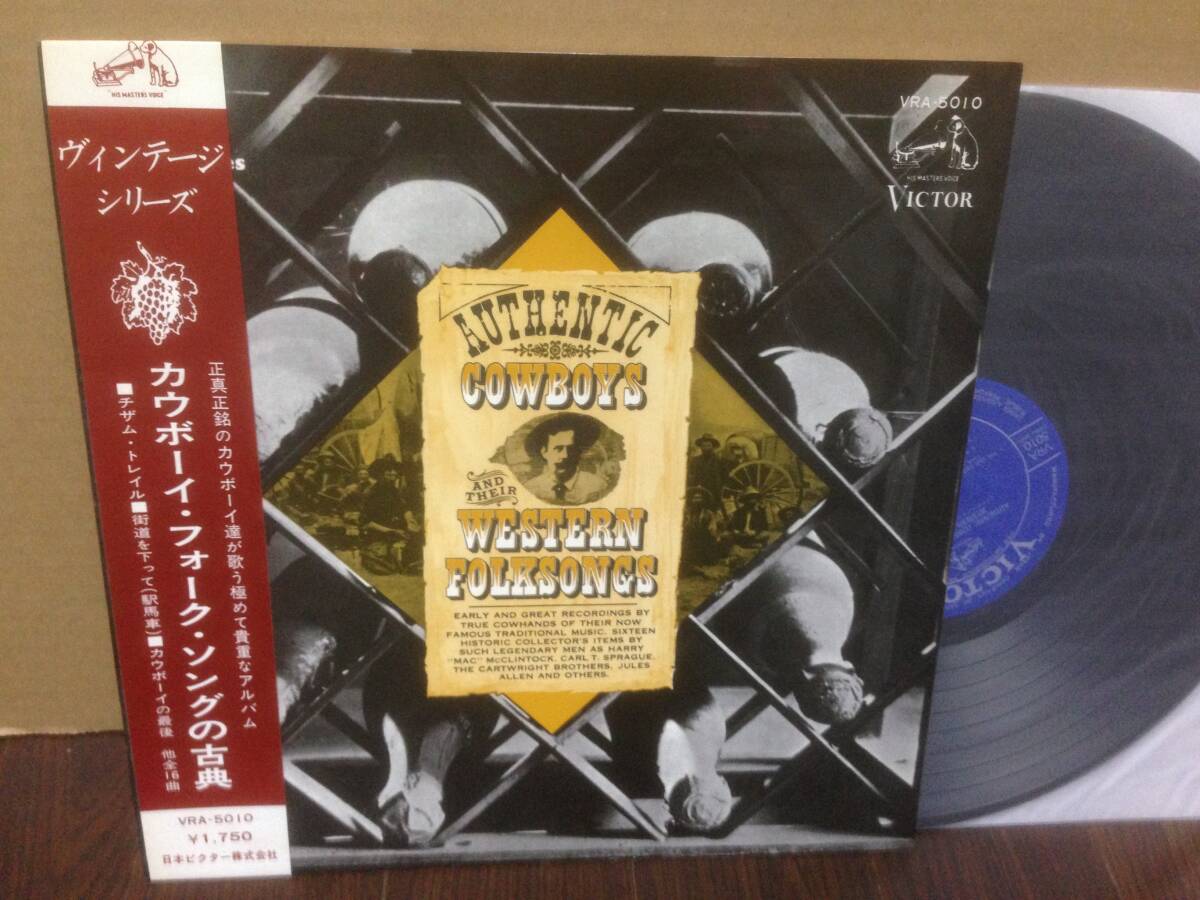 "HIS MASTERS VOICE"
ヴィンテージ
シリーズ
正真正銘のカウボーイ達が歌う極めて貴重なアルバム
カウボーイ・フォーク・ソングの古典
■チザム・トレイル■街道を下って(駅馬車)■カウボーイの最後 他全16曲
VRA-5010
¥1,750
日本ビクター株式会社
es
VRA-5010
HIS MASTERS VOICE
VICTOR
AUTHENTIC
COWBOYS
AND
THEIR
WESTERN
FOLKSONGS
EARLY AND GREAT RECORDINGS BY
TRUE COWHANDS OF THEIR NOW
FAMOUS TRADITIONAL MUSIC. SIXTEEN
HISTORIC COLLECTOR'S ITEMS BY
SUCH LEGENDARY MEN AS HARRY
"MAC" McCLINTOCK, CARL T. SPRAGUE,
THE CARTWRIGHT BROTHERS, JULES
ALLEN AND OTHERS.
VRA
5010